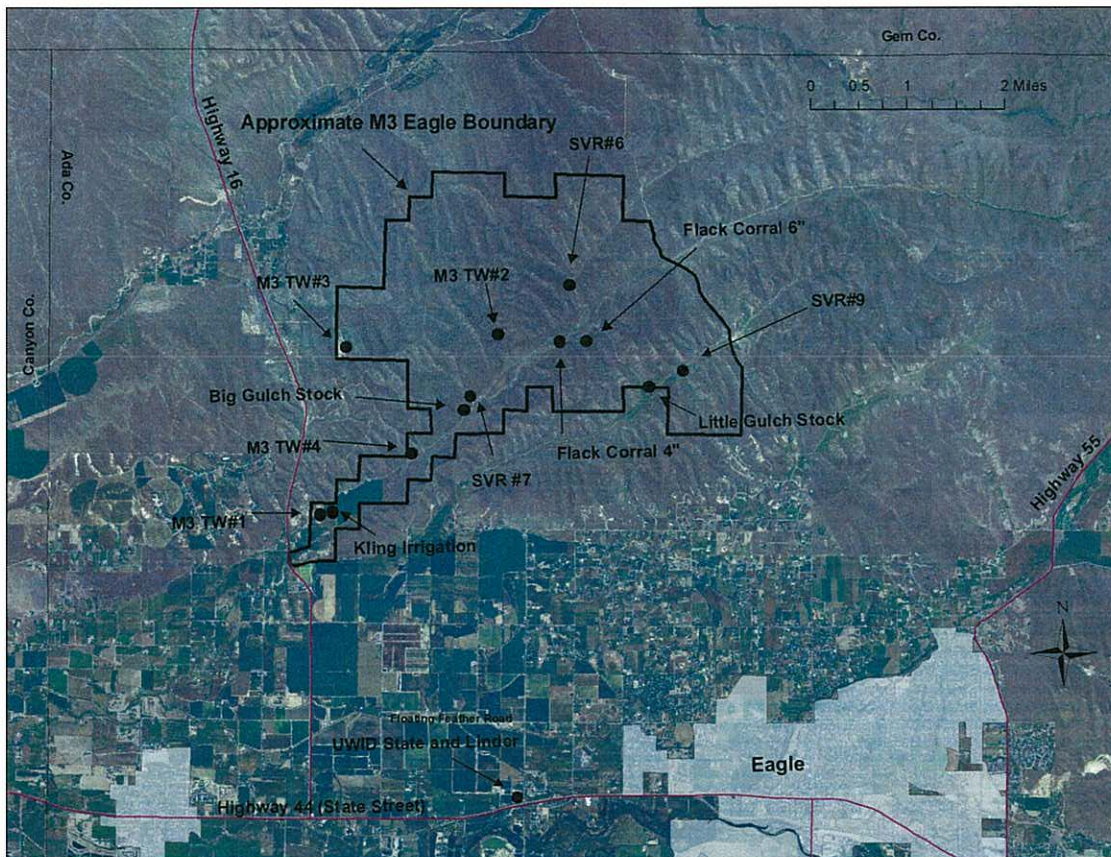 Gem Co.
0 0.5 1 2 Miles
Highway 16
Approximate M3 Eagle Boundary
SVR#6
Ada Co.
Flack Corral 6"
M3 TW#3
M3 TW#2
SVR#9
Canyon Co.
Big Gulch Stock
Little Gulch Stock
M3 TW#4
Flack Corral 4"
SVR #7
Highway 55
M3 TW#1
Kling Irrigation
N
Floating Feather Road
UWID State and Linder
Eagle
Highway 44 (State Street)